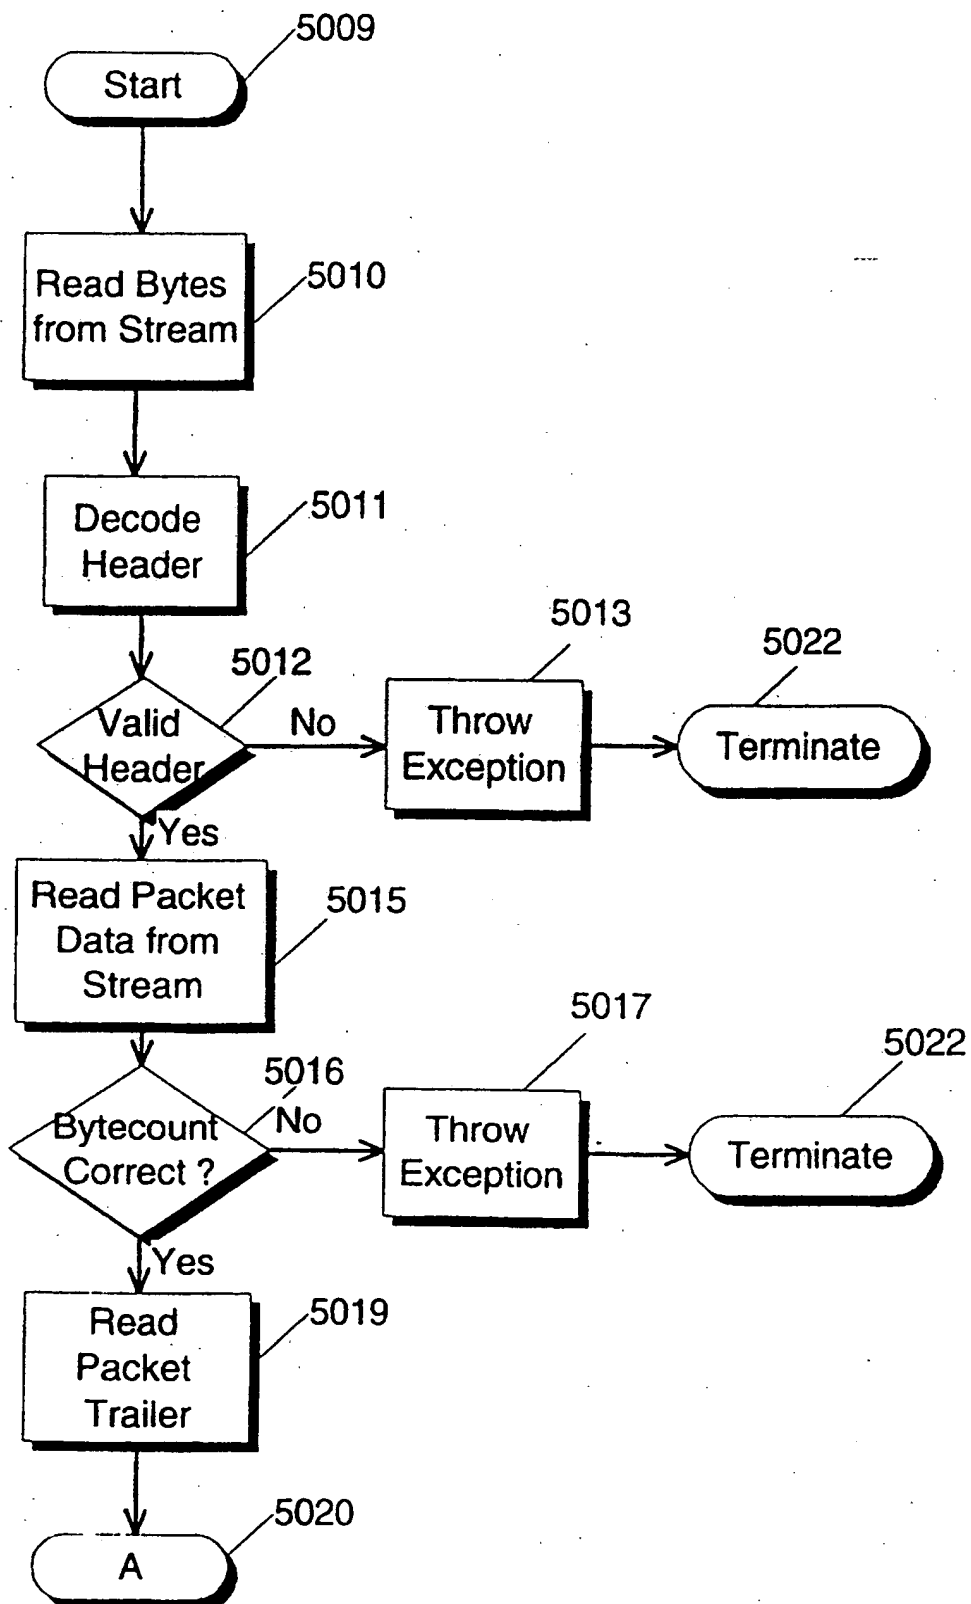 5009
Start
5010
Read Bytes
from Stream
5011
Decode
Header
5012
Valid
Header
No
5013
Throw
Exception
5022
Terminate
Yes
5015
Read Packet
Data from
Stream
5016
Bytecount
Correct ?
No
5017
Throw
Exception
5022
Terminate
Yes
5019
Read
Packet
Trailer
5020
A